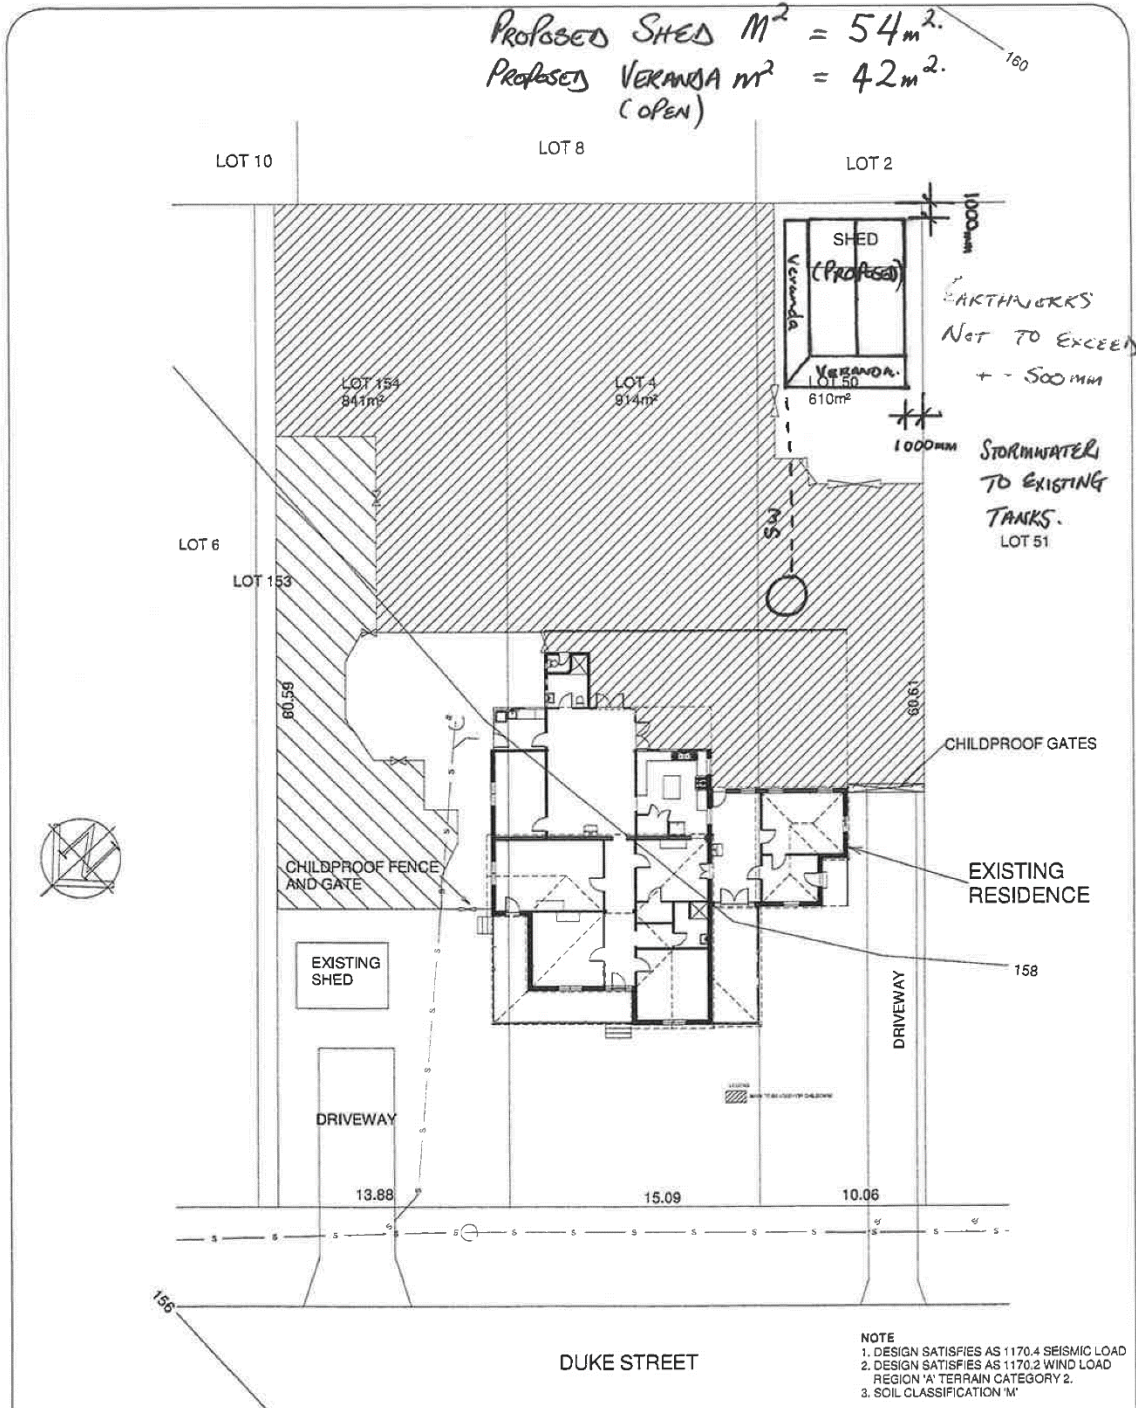 PROPOSED SHED M² = 54m².
PROPOSED VERANDA m² = 42m².
(OPEN)
160
LOT 10
LOT 8
LOT 2
1000mm
SHED
(PROPOSED)
Veranda
EARTHWORKS
NOT TO EXCEED
+ - 500mm
VERANDA.
LOT 154
841m²
LOT 4
914m²
LOT 50
610m²
1000mm
STORMWATER
TO EXISTING
TANKS.
SW
LOT 6
LOT 51
LOT 153
60.59
60.61
CHILDPROOF GATES
CHILDPROOF FENCE
AND GATE
EXISTING
RESIDENCE
EXISTING
SHED
158
DRIVEWAY
LEGEND
DRIVEWAY
13.88
15.09
10.06
S S S S S S S S S S S S
156
DUKE STREET
NOTE
1. DESIGN SATISFIES AS 1170.4 SEISMIC LOAD
2. DESIGN SATISFIES AS 1170.2 WIND LOAD
REGION 'A' TERRAIN CATEGORY 2.
3. SOIL CLASSIFICATION 'M'